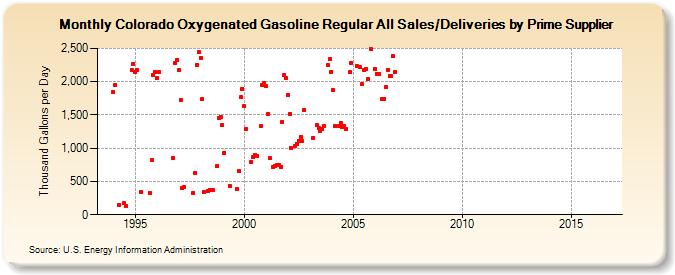 Monthly Colorado Oxygenated Gasoline Regular All Sales/Deliveries by Prime Supplier
Thousand Gallons per Day
2,500
2,000
1,500
1,000
500
0
1995 2000 2005 2010 2015
Source: U.S. Energy Information Administration